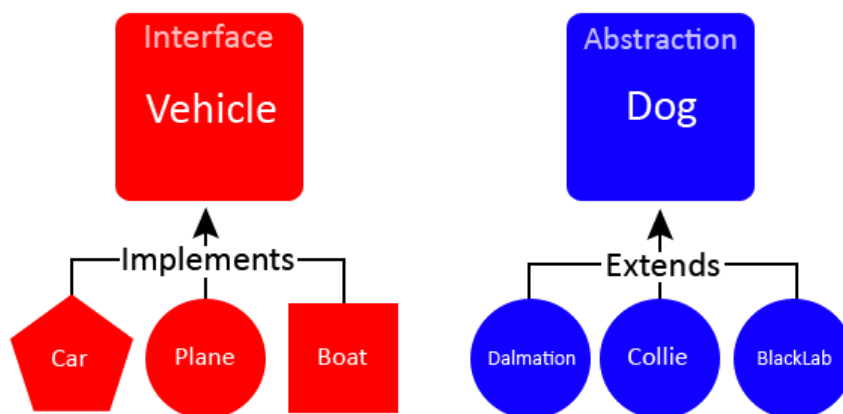 Interface
Vehicle
Implements
Car
Plane
Boat
Abstraction
Dog
Extends
Dalmation
Collie
BlackLab